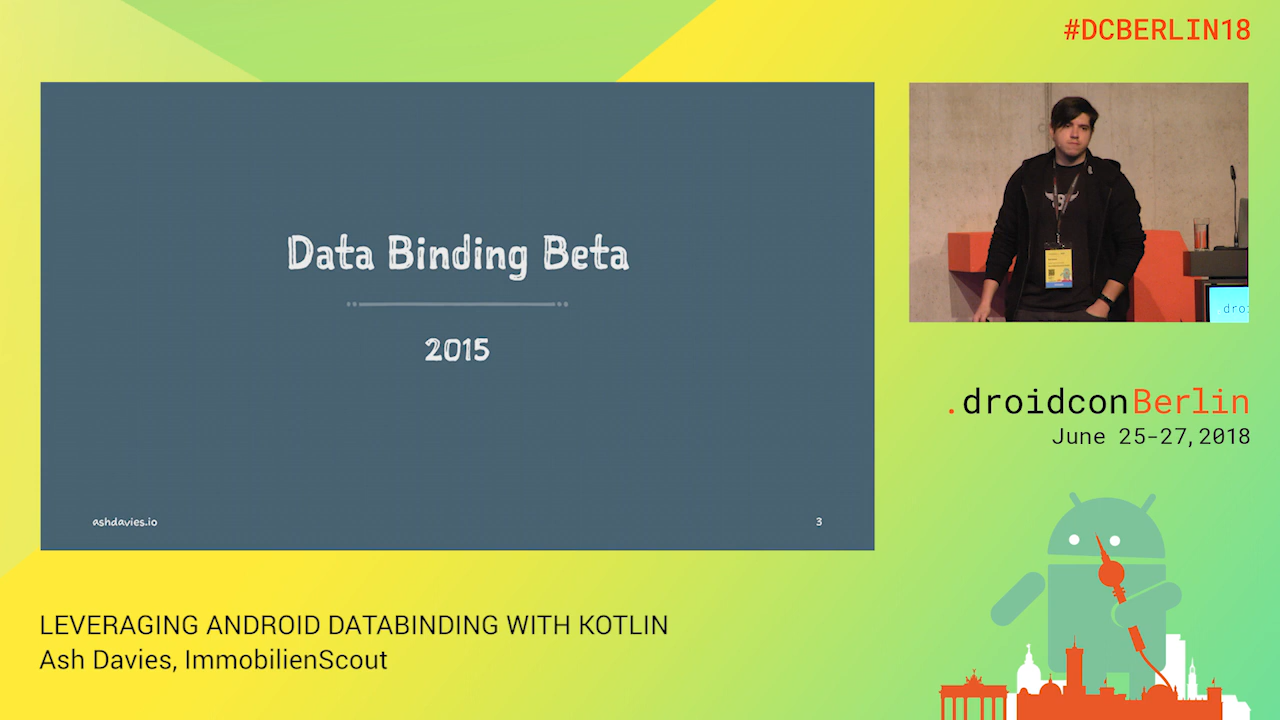 #DCBERLIN18
Data Binding Beta
2015
ashdavies.io
3
.droidconBerlin
June 25-27, 2018
LEVERAGING ANDROID DATABINDING WITH KOTLIN
Ash Davies, ImmobilienScout